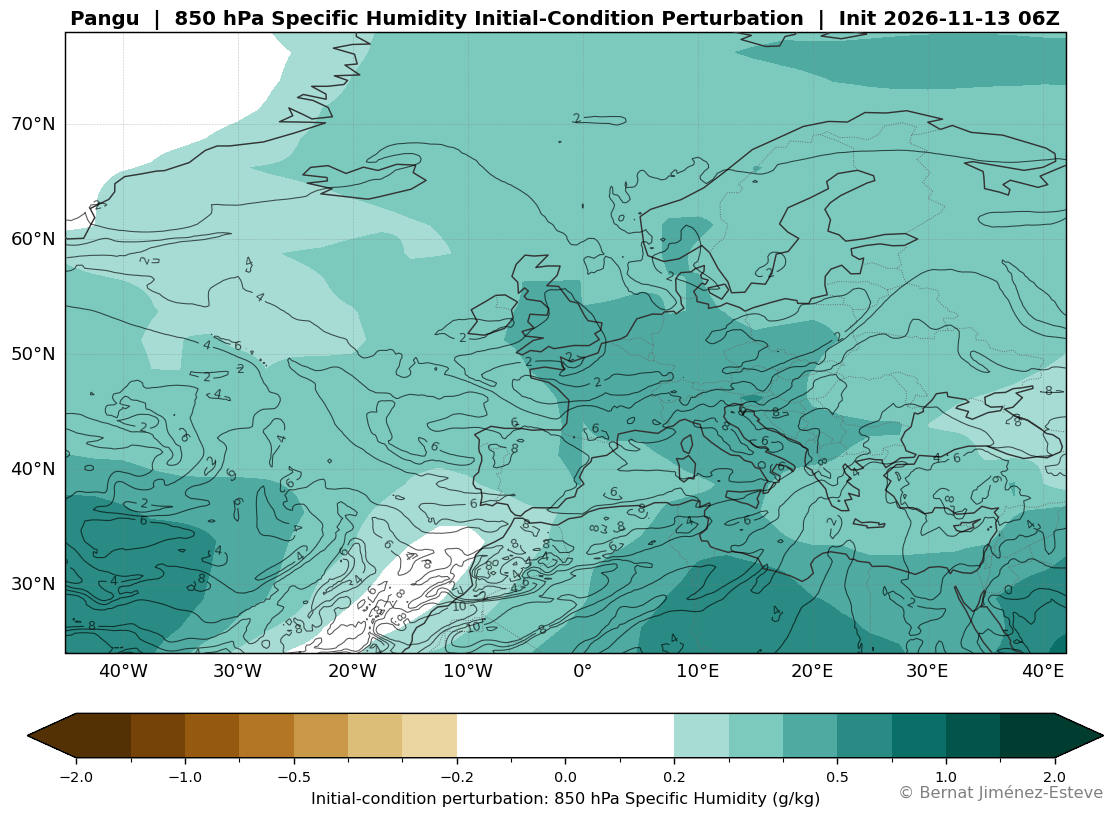 Pangu | 850 hPa Specific Humidity Initial-Condition Perturbation | Init 2026-11-13 06Z
70°N
60°N
50°N
40°N
30°N
40°W 30°W 20°W 10°W 0° 10°E 20°E 30°E 40°E
−2.0 −1.0 −0.5 −0.2 0.0 0.2 0.5 1.0 2.0
Initial-condition perturbation: 850 hPa Specific Humidity (g/kg)
© Bernat Jiménez-Esteve